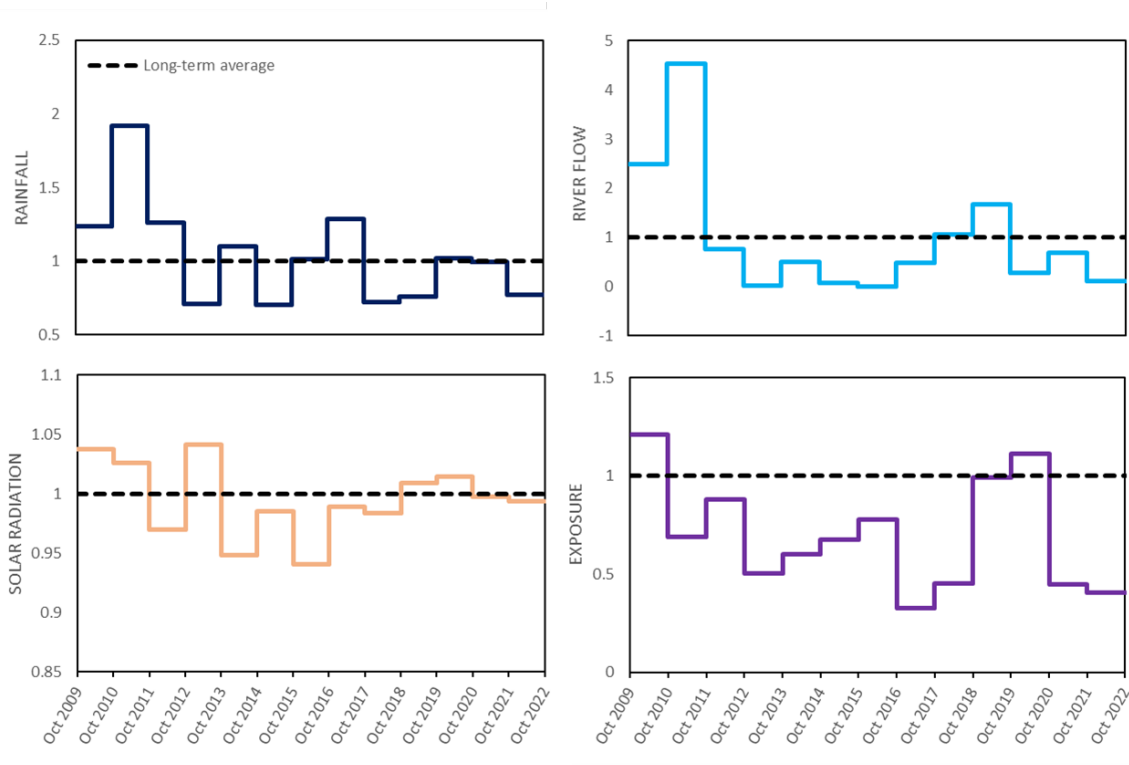 2.5
2
1.5
1
0.5
RAINFALL
Long-term average
5
4
3
2
1
0
-1
RIVER FLOW
1.1
1.05
1
0.95
0.9
0.85
SOLAR RADIATION
Oct 2009
Oct 2010
Oct 2011
Oct 2012
Oct 2013
Oct 2014
Oct 2015
Oct 2016
Oct 2017
Oct 2018
Oct 2019
Oct 2020
Oct 2021
Oct 2022
1.5
1
0.5
0
EXPOSURE
Oct 2009
Oct 2010
Oct 2011
Oct 2012
Oct 2013
Oct 2014
Oct 2015
Oct 2016
Oct 2017
Oct 2018
Oct 2019
Oct 2020
Oct 2021
Oct 2022